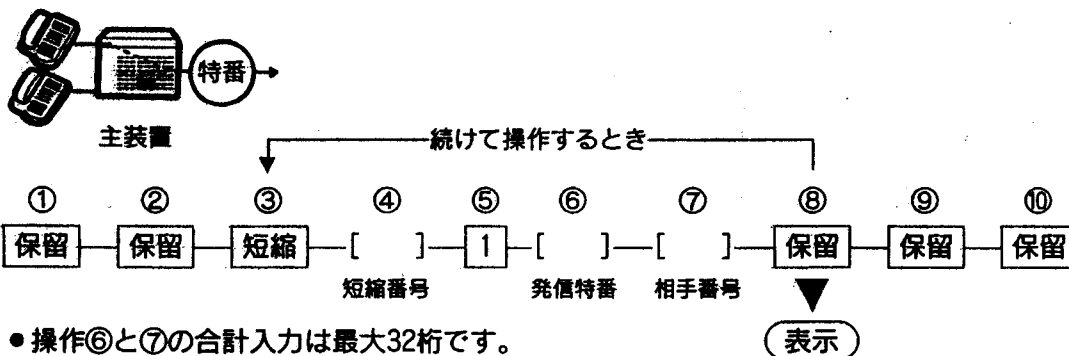 特番
主装置
続けて操作するとき
① ② ③ ④ ⑤ ⑥ ⑦ ⑧ ⑨ ⑩
保留 保留 短縮 [ ] 1 [ ] [ ] 保留 保留 保留
短縮番号 発信特番 相手番号
●操作⑥と⑦の合計入力は最大32桁です。
表示